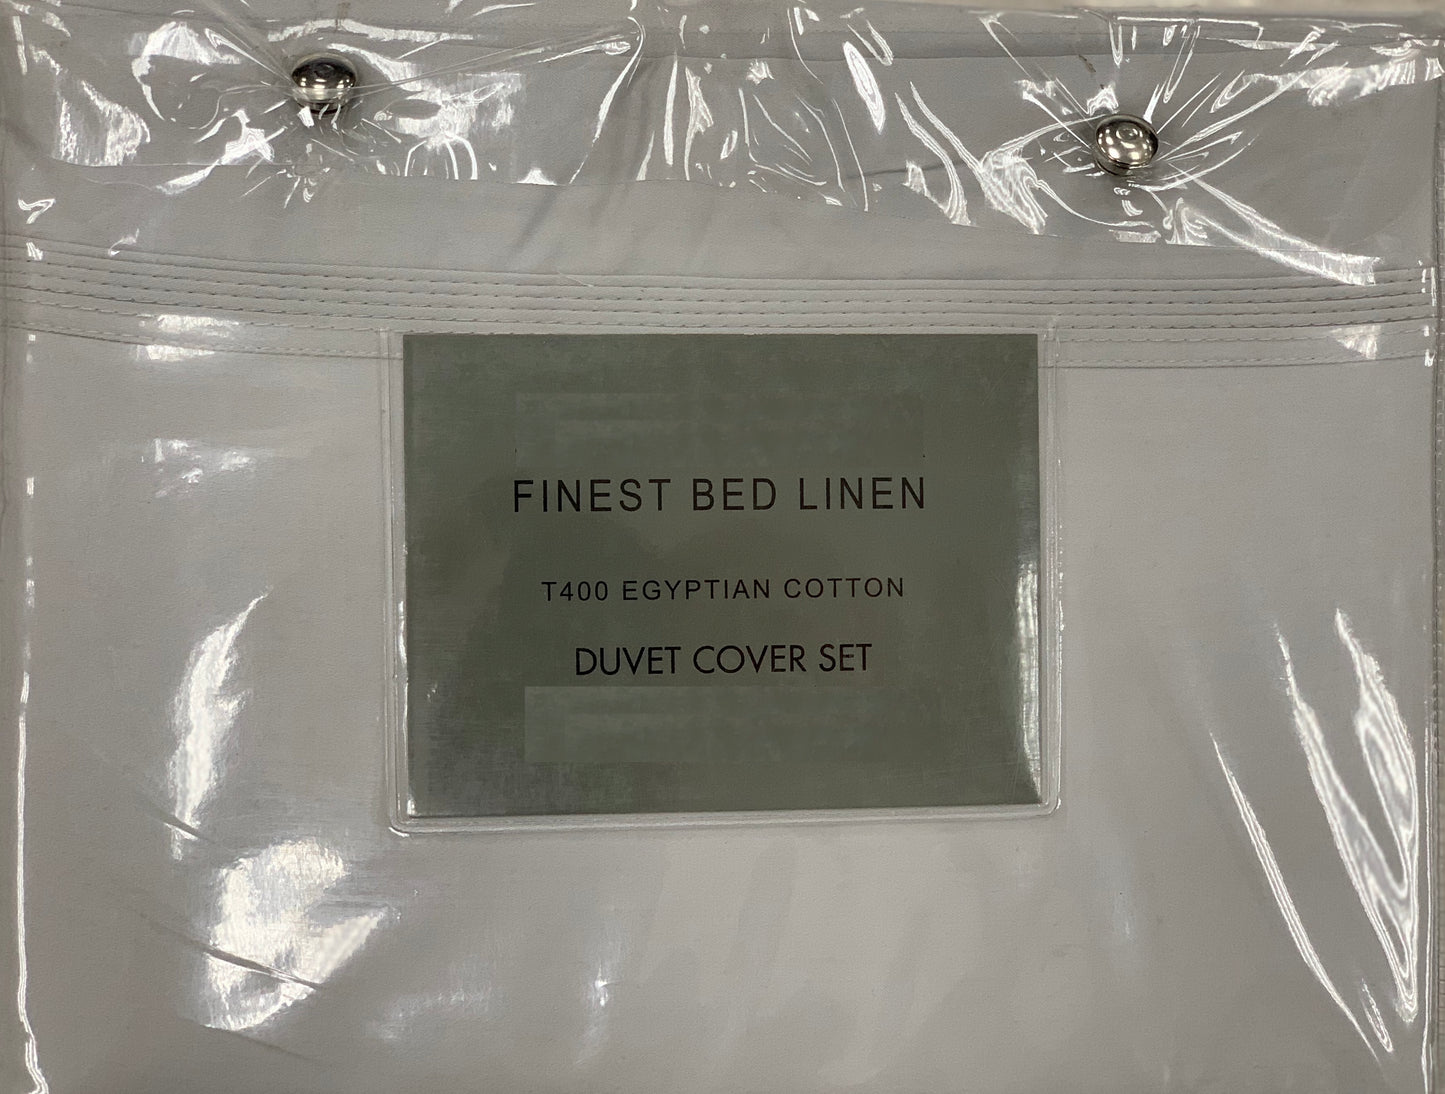 FINEST BED LINEN
T400 EGYPTIAN COTTON
DUVET COVER SET